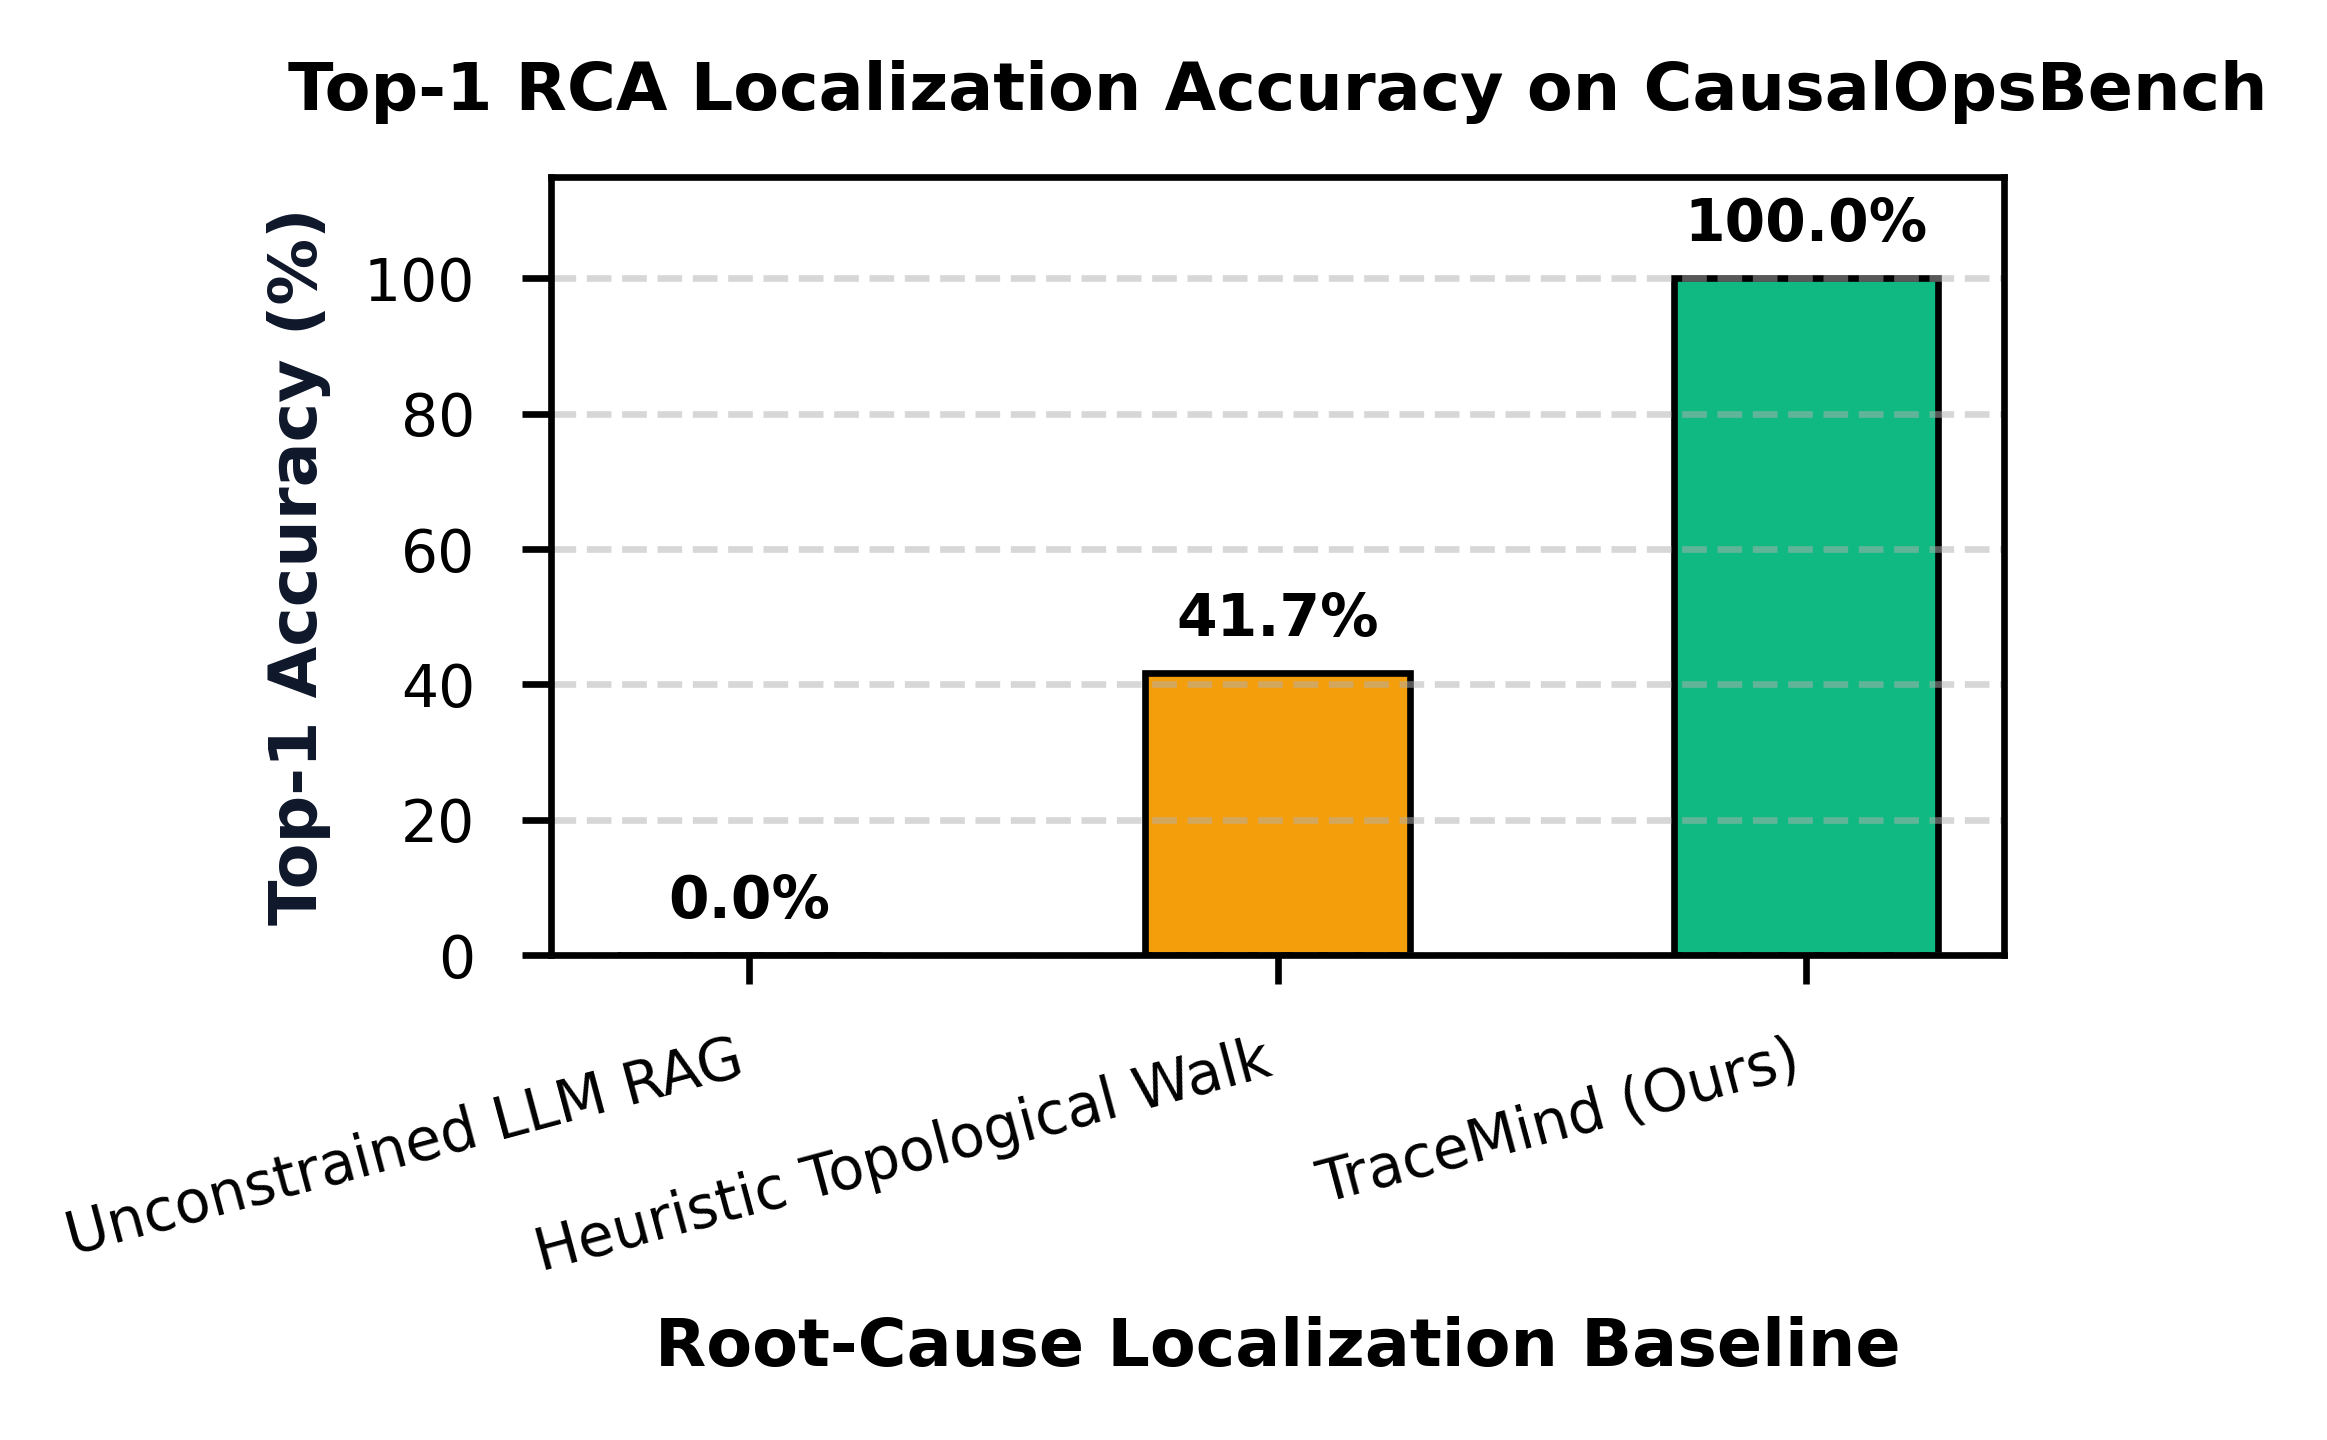 Top-1 RCA Localization Accuracy on CausalOpsBench
Top-1 Accuracy (%)
100
80
60
40
20
0
0.0%
41.7%
100.0%
Unconstrained LLM RAG
Heuristic Topological Walk
TraceMind (Ours)
Root-Cause Localization Baseline